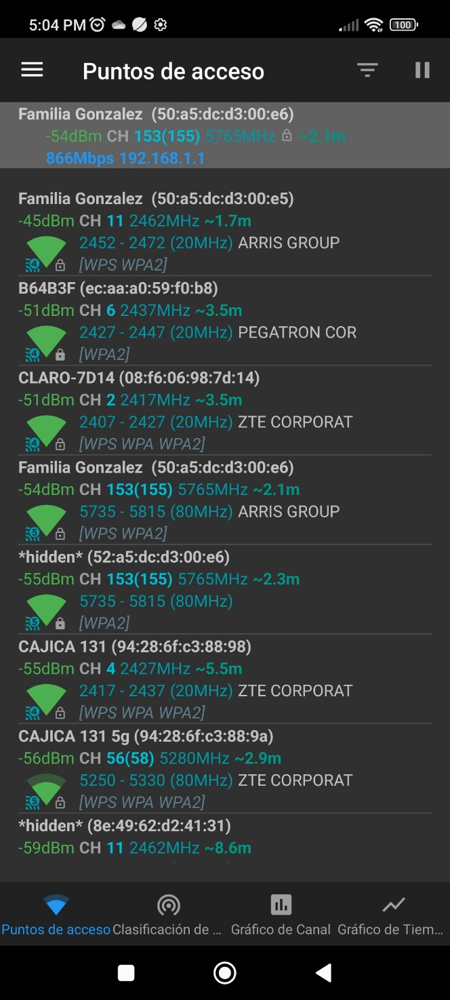 5:04 PM 100
Puntos de acceso
Familia Gonzalez (50:a5:dc:d3:00:e6)
-54dBm CH 153(155) 5765MHz ~2.1m
866Mbps 192.168.1.1
Familia Gonzalez (50:a5:dc:d3:00:e5)
-45dBm CH 11 2462MHz ~1.7m
2452 - 2472 (20MHz) ARRIS GROUP
4 [WPS WPA2]
B64B3F (ec:aa:a0:59:f0:b8)
-51dBm CH 6 2437MHz ~3.5m
2427 - 2447 (20MHz) PEGATRON COR
4 [WPA2]
CLARO-7D14 (08:f6:06:98:7d:14)
-51dBm CH 2 2417MHz ~3.5m
2407 - 2427 (20MHz) ZTE CORPORAT
4 [WPS WPA WPA2]
Familia Gonzalez (50:a5:dc:d3:00:e6)
-54dBm CH 153(155) 5765MHz ~2.1m
5735 - 5815 (80MHz) ARRIS GROUP
5 [WPS WPA2]
*hidden* (52:a5:dc:d3:00:e6)
-55dBm CH 153(155) 5765MHz ~2.3m
5735 - 5815 (80MHz)
5 [WPA2]
CAJICA 131 (94:28:6f:c3:88:98)
-55dBm CH 4 2427MHz ~5.5m
2417 - 2437 (20MHz) ZTE CORPORAT
4 [WPS WPA WPA2]
CAJICA 131 5g (94:28:6f:c3:88:9a)
-56dBm CH 56(58) 5280MHz ~2.9m
5250 - 5330 (80MHz) ZTE CORPORAT
5 [WPS WPA WPA2]
*hidden* (8e:49:62:d2:41:31)
-59dBm CH 11 2462MHz ~8.6m
Puntos de acceso Clasificación de ... Gráfico de Canal Gráfico de Tiem...